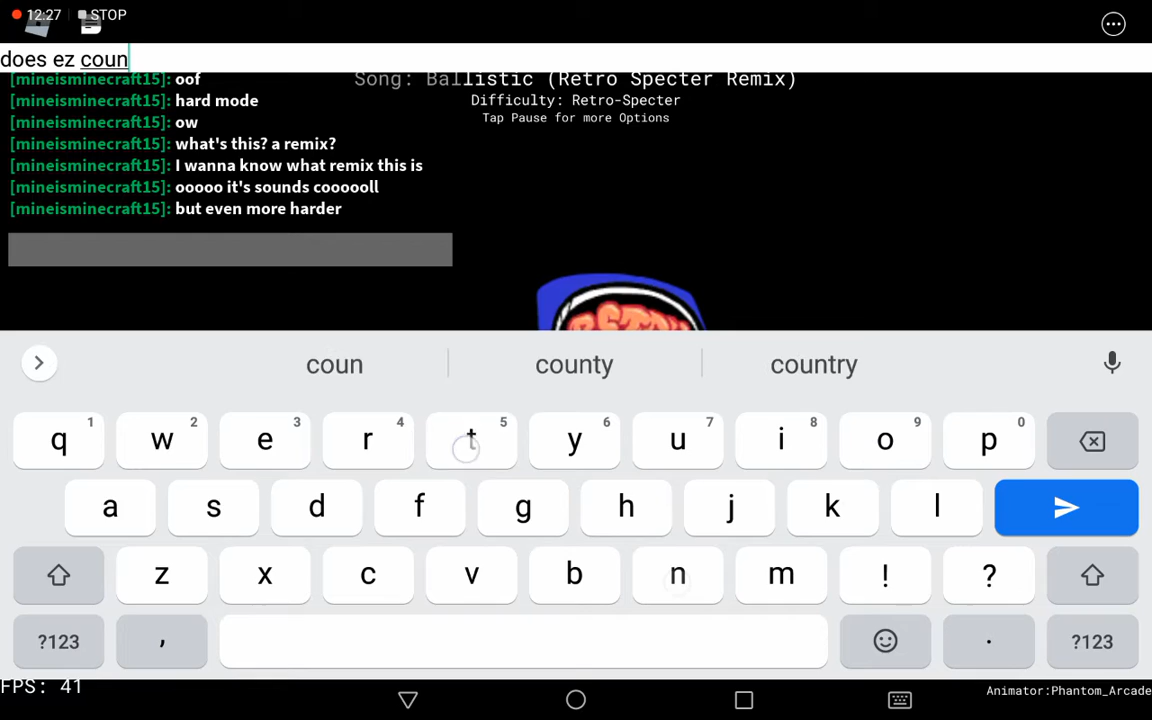 12:27 STOP
does ez coun
[mineisminecraft15]: oof
Song: Ballistic (Retro Specter Remix)
[mineisminecraft15]: hard mode
Difficulty: Retro-Specter
[mineisminecraft15]: ow
Tap Pause for more Options
[mineisminecraft15]: what's this? a remix?
[mineisminecraft15]: I wanna know what remix this is
[mineisminecraft15]: ooooo it's sounds coooooll
[mineisminecraft15]: but even more harder
coun county country
q 1 w 2 e 3 r 4 t 5 y 6 u 7 i 8 o 9 p 0
a s d f g h j k l
z x c v b n m ! ?
?123 , . ?123
FPS: 41
Animator:Phantom_Arcade